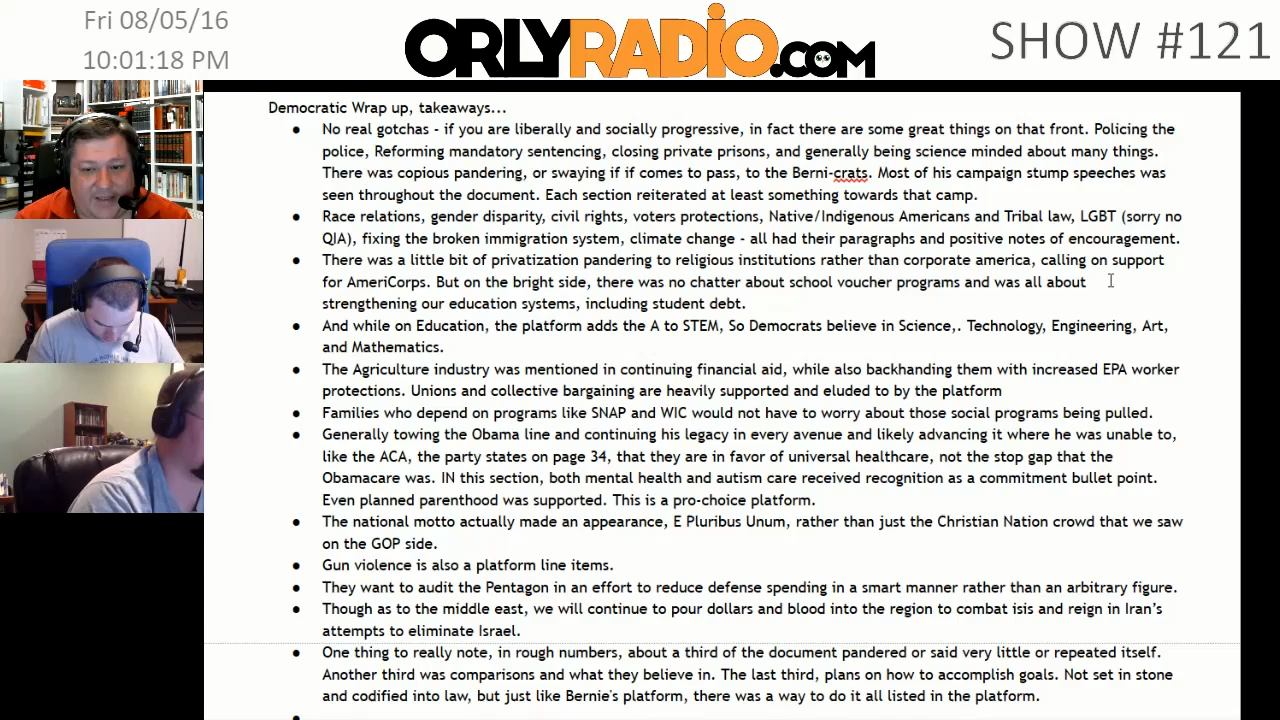 Fri 08/05/16
10:01:18 PM
ORLYRADIO.COM
SHOW #121
Democratic Wrap up, takeaways...
● No real gotchas - if you are liberally and socially progressive, in fact there are some great things on that front. Policing the
police, Reforming mandatory sentencing, closing private prisons, and generally being science minded about many things.
There was copious pandering, or swaying if if comes to pass, to the Berni-crats. Most of his campaign stump speeches was
seen throughout the document. Each section reiterated at least something towards that camp.
● Race relations, gender disparity, civil rights, voters protections, Native/Indigenous Americans and Tribal law, LGBT (sorry no
QIA), fixing the broken immigration system, climate change - all had their paragraphs and positive notes of encouragement.
● There was a little bit of privatization pandering to religious institutions rather than corporate america, calling on support
for AmeriCorps. But on the bright side, there was no chatter about school voucher programs and was all about
strengthening our education systems, including student debt.
● And while on Education, the platform adds the A to STEM, So Democrats believe in Science,. Technology, Engineering, Art,
and Mathematics.
● The Agriculture industry was mentioned in continuing financial aid, while also backhanding them with increased EPA worker
protections. Unions and collective bargaining are heavily supported and eluded to by the platform
● Families who depend on programs like SNAP and WIC would not have to worry about those social programs being pulled.
● Generally towing the Obama line and continuing his legacy in every avenue and likely advancing it where he was unable to,
like the ACA, the party states on page 34, that they are in favor of universal healthcare, not the stop gap that the
Obamacare was. IN this section, both mental health and autism care received recognition as a commitment bullet point.
Even planned parenthood was supported. This is a pro-choice platform.
● The national motto actually made an appearance, E Pluribus Unum, rather than just the Christian Nation crowd that we saw
on the GOP side.
● Gun violence is also a platform line items.
● They want to audit the Pentagon in an effort to reduce defense spending in a smart manner rather than an arbitrary figure.
● Though as to the middle east, we will continue to pour dollars and blood into the region to combat isis and reign in Iran's
attempts to eliminate Israel.
● One thing to really note, in rough numbers, about a third of the document pandered or said very little or repeated itself.
Another third was comparisons and what they believe in. The last third, plans on how to accomplish goals. Not set in stone
and codified into law, but just like Bernie's platform, there was a way to do it all listed in the platform.